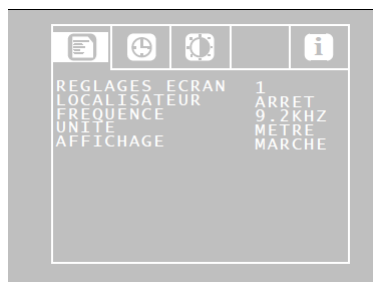 i
REGLAGES ECRAN 1
LOCALISATEUR ARRET
FREQUENCE 9.2KHZ
UNITE METRE
AFFICHAGE MARCHE